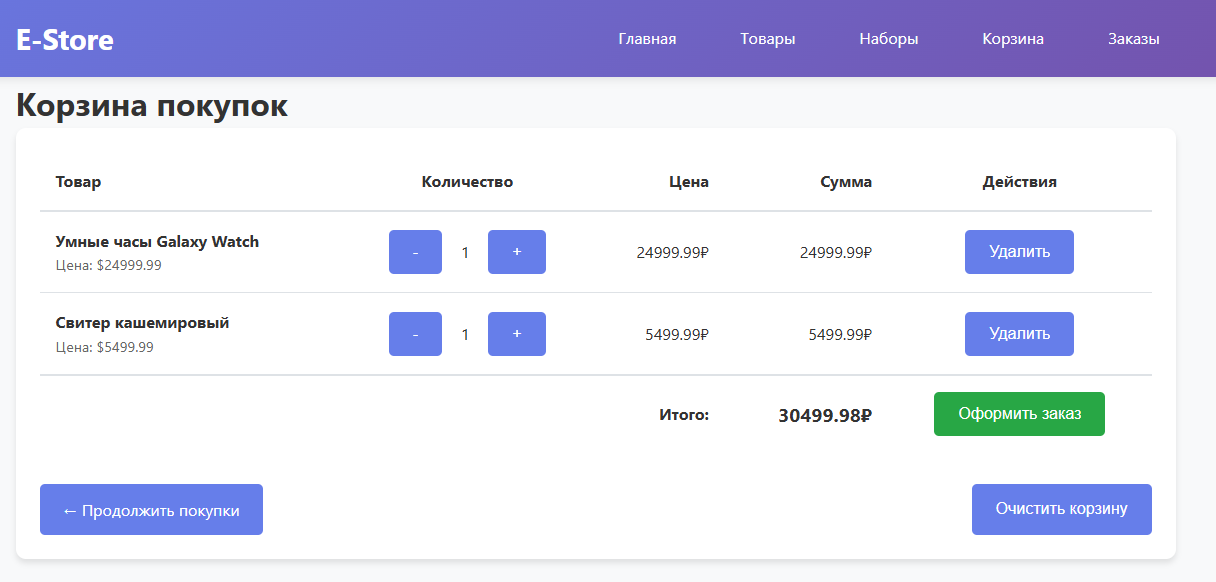 E-Store Главная Товары Наборы Корзина Заказы
Корзина покупок
Товар Количество Цена Сумма Действия
Умные часы Galaxy Watch
Цена: $24999.99
- 1 + 24999.99₽ 24999.99₽ Удалить
Свитер кашемировый
Цена: $5499.99
- 1 + 5499.99₽ 5499.99₽ Удалить
Итого: 30499.98₽ Оформить заказ
← Продолжить покупки Очистить корзину